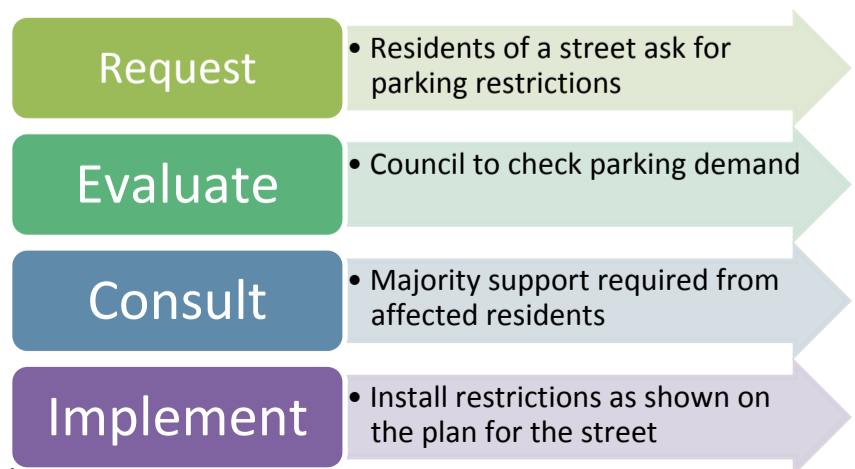 Request
• Residents of a street ask for
parking restrictions
Evaluate
• Council to check parking demand
Consult
• Majority support required from
affected residents
Implement
• Install restrictions as shown on
the plan for the street